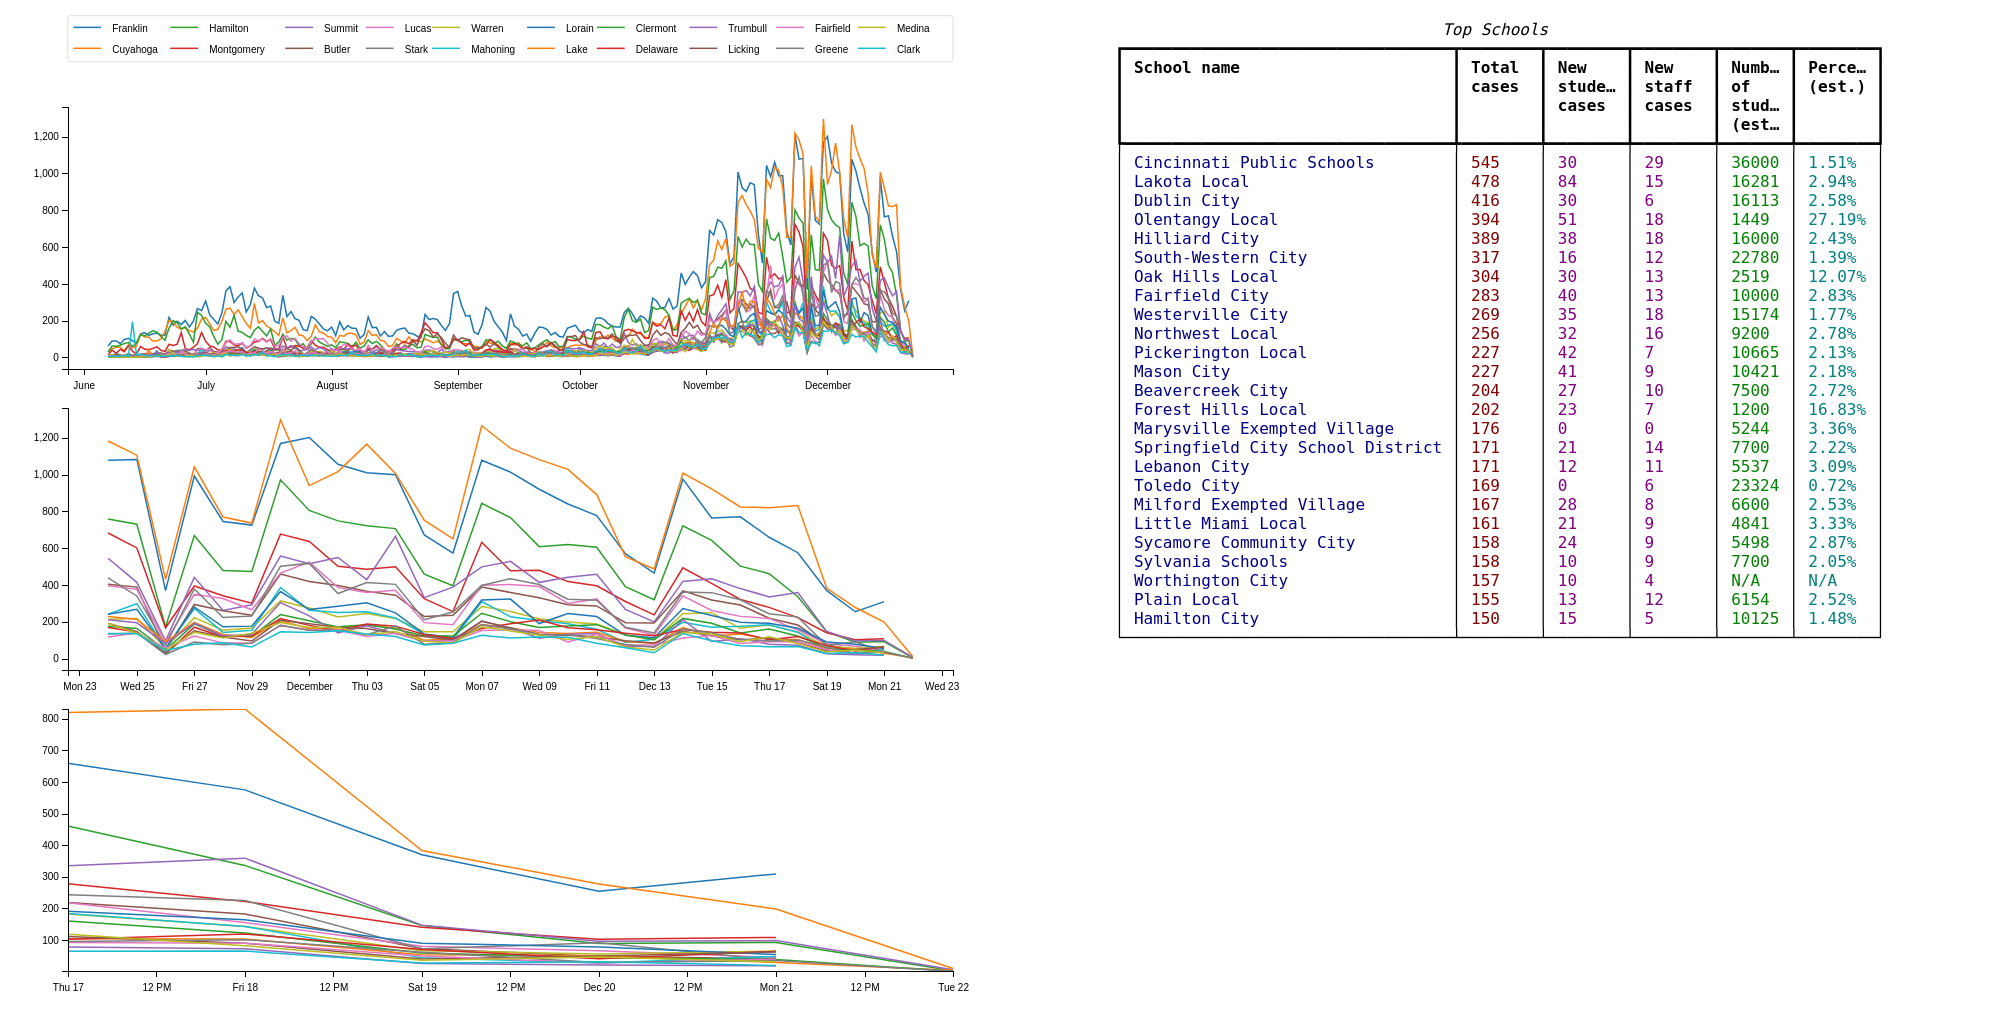 Franklin Hamilton Summit Lucas Warren Lorain Clermont Trumbull Fairfield Medina
Cuyahoga Montgomery Butler Stark Mahoning Lake Delaware Licking Greene Clark
1,200
1,000
800
600
400
200
0
June July August September October November December
1,200
1,000
800
600
400
200
0
Mon 23 Wed 25 Fri 27 Nov 29 December Thu 03 Sat 05 Mon 07 Wed 09 Fri 11 Dec 13 Tue 15 Thu 17 Sat 19 Mon 21 Wed 23
800
700
600
500
400
300
200
100
Thu 17 12 PM Fri 18 12 PM Sat 19 12 PM Dec 20 12 PM Mon 21 12 PM Tue 22
Top Schools
School name Total New New Numb… Perce…
cases stude… staff of (est.)
cases cases stud…
(est…
Cincinnati Public Schools 545 30 29 36000 1.51%
Lakota Local 478 84 15 16281 2.94%
Dublin City 416 30 6 16113 2.58%
Olentangy Local 394 51 18 1449 27.19%
Hilliard City 389 38 18 16000 2.43%
South-Western City 317 16 12 22780 1.39%
Oak Hills Local 304 30 13 2519 12.07%
Fairfield City 283 40 13 10000 2.83%
Westerville City 269 35 18 15174 1.77%
Northwest Local 256 32 16 9200 2.78%
Pickerington Local 227 42 7 10665 2.13%
Mason City 227 41 9 10421 2.18%
Beavercreek City 204 27 10 7500 2.72%
Forest Hills Local 202 23 7 1200 16.83%
Marysville Exempted Village 176 0 0 5244 3.36%
Springfield City School District 171 21 14 7700 2.22%
Lebanon City 171 12 11 5537 3.09%
Toledo City 169 0 6 23324 0.72%
Milford Exempted Village 167 28 8 6600 2.53%
Little Miami Local 161 21 9 4841 3.33%
Sycamore Community City 158 24 9 5498 2.87%
Sylvania Schools 158 10 9 7700 2.05%
Worthington City 157 10 4 N/A N/A
Plain Local 155 13 12 6154 2.52%
Hamilton City 150 15 5 10125 1.48%